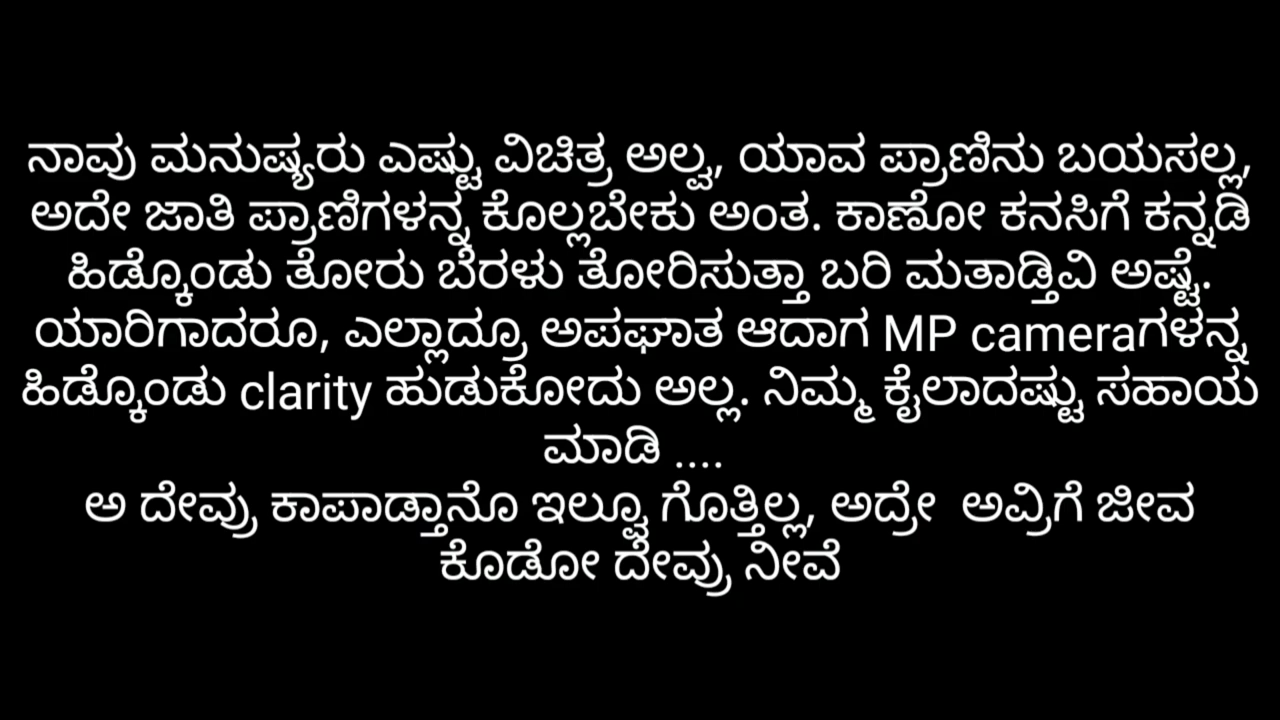 ನಾವು ಮನುಷ್ಯರು ಎಷ್ಟು ವಿಚಿತ್ರ ಅಲ್ವ, ಯಾವ ಪ್ರಾಣಿನು ಬಯಸಲ್ಲ,
ಅದೇ ಜಾತಿ ಪ್ರಾಣಿಗಳನ್ನ ಕೊಲ್ಲಬೇಕು ಅಂತ. ಕಾಣೋ ಕನಸಿಗೆ ಕನ್ನಡಿ
ಹಿಡ್ಕೊಂಡು ತೋರು ಬೆರಳು ತೋರಿಸುತ್ತಾ ಬರಿ ಮತಾಡ್ತಿವಿ ಅಷ್ಟೆ.
ಯಾರಿಗಾದರೂ, ಎಲ್ಲಾದ್ರೂ ಅಪಘಾತ ಆದಾಗ MP cameraಗಳನ್ನ
ಹಿಡ್ಕೊಂಡು clarity ಹುಡುಕೋದು ಅಲ್ಲ. ನಿಮ್ಮ ಕೈಲಾದಷ್ಟು ಸಹಾಯ
ಮಾಡಿ ....
ಅ ದೇವ್ರು ಕಾಪಾಡ್ತಾನೊ ಇಲ್ವೂ ಗೊತ್ತಿಲ್ಲ, ಅದ್ರೇ  ಅವ್ರಿಗೆ ಜೀವ
ಕೊಡೋ ದೇವ್ರು ನೀವೆ